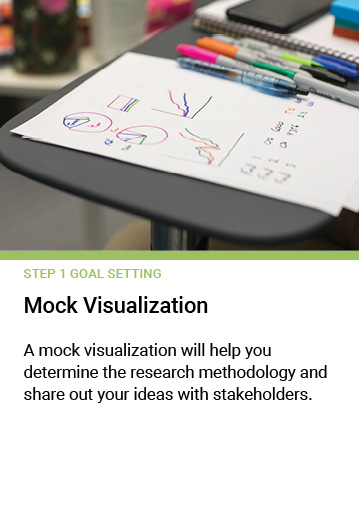 STEP 1 GOAL SETTING
Mock Visualization
A mock visualization will help you
determine the research methodology and
share out your ideas with stakeholders.